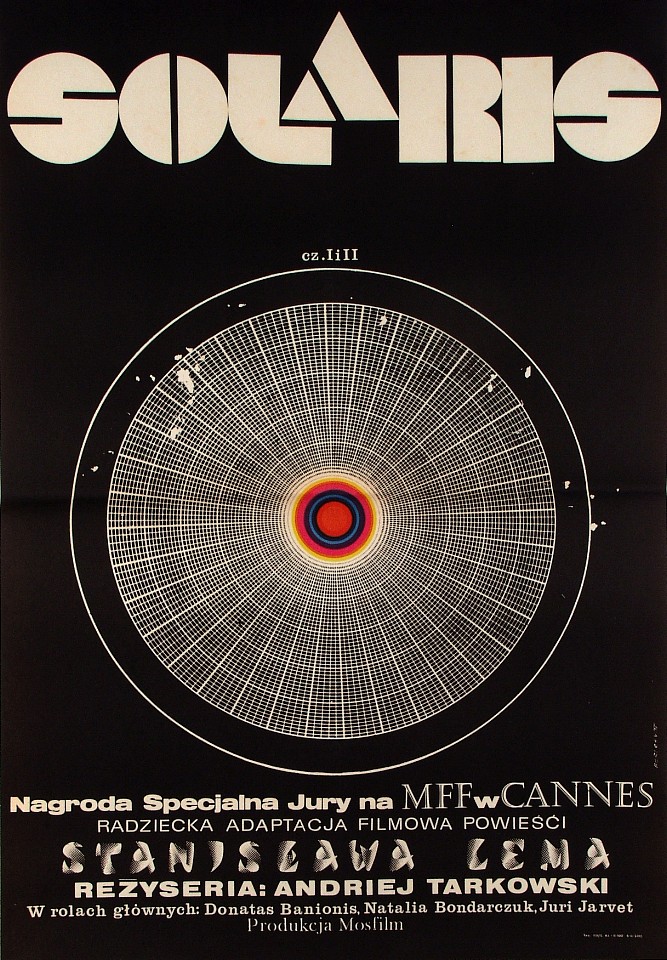 SOLARIS
cz.IiII
Nagroda Specjalna Jury na MFFwCANNES
RADZIECKA ADAPTACJA FILMOWA POWIEŚCI
STANISŁAWA LEMA
REŻYSERIA: ANDRIEJ TARKOWSKI
W rolach głównych: Donatas Banionis, Natalia Bondarczuk, Juri Jarvet
Produkcja Mosfilm